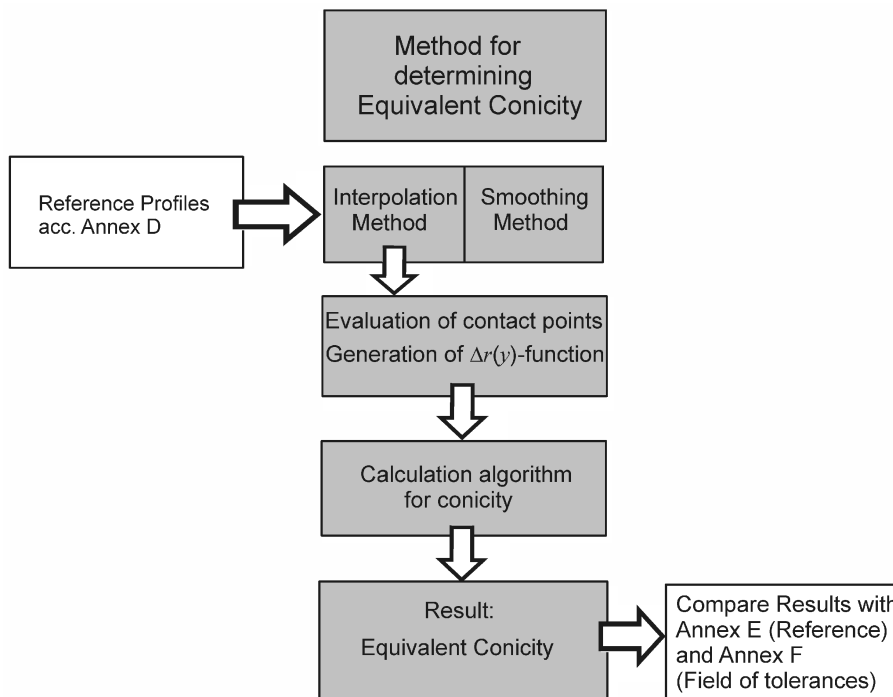 Method for
determining
Equivalent Conicity
Reference Profiles
acc. Annex D
Interpolation
Method
Smoothing
Method
Evaluation of contact points
Generation of Δr(y)-function
Calculation algorithm
for conicity
Result:
Equivalent Conicity
Compare Results with
Annex E (Reference)
and Annex F
(Field of tolerances)